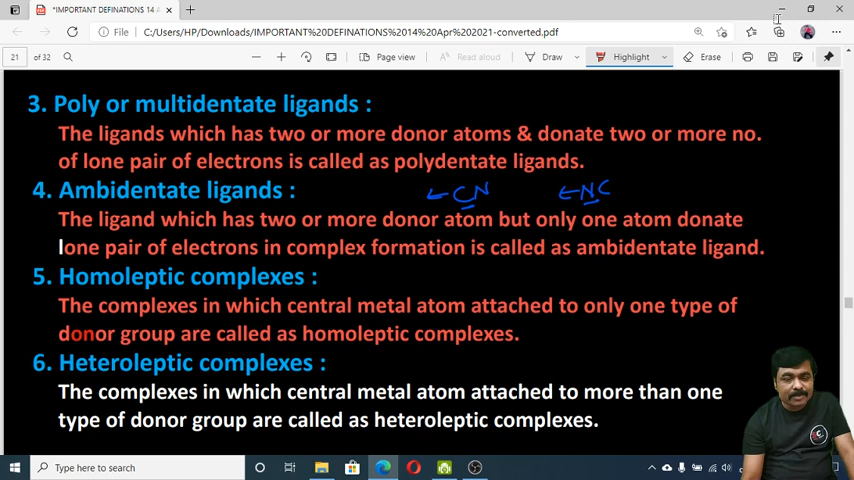 *IMPORTANT DEFINATIONS 14 A
File C:/Users/HP/Downloads/IMPORTANT%20DEFINATIONS%2014%20Apr%202021-converted.pdf
21 of 32 Page view Read aloud Draw Highlight Erase
3. Poly or multidentate ligands :
The ligands which has two or more donor atoms & donate two or more no.
of lone pair of electrons is called as polydentate ligands.
4. Ambidentate ligands : ←CN ←NC
The ligand which has two or more donor atom but only one atom donate
lone pair of electrons in complex formation is called as ambidentate ligand.
5. Homoleptic complexes :
The complexes in which central metal atom attached to only one type of
donor group are called as homoleptic complexes.
6. Heteroleptic complexes :
The complexes in which central metal atom attached to more than one
type of donor group are called as heteroleptic complexes.
Type here to search